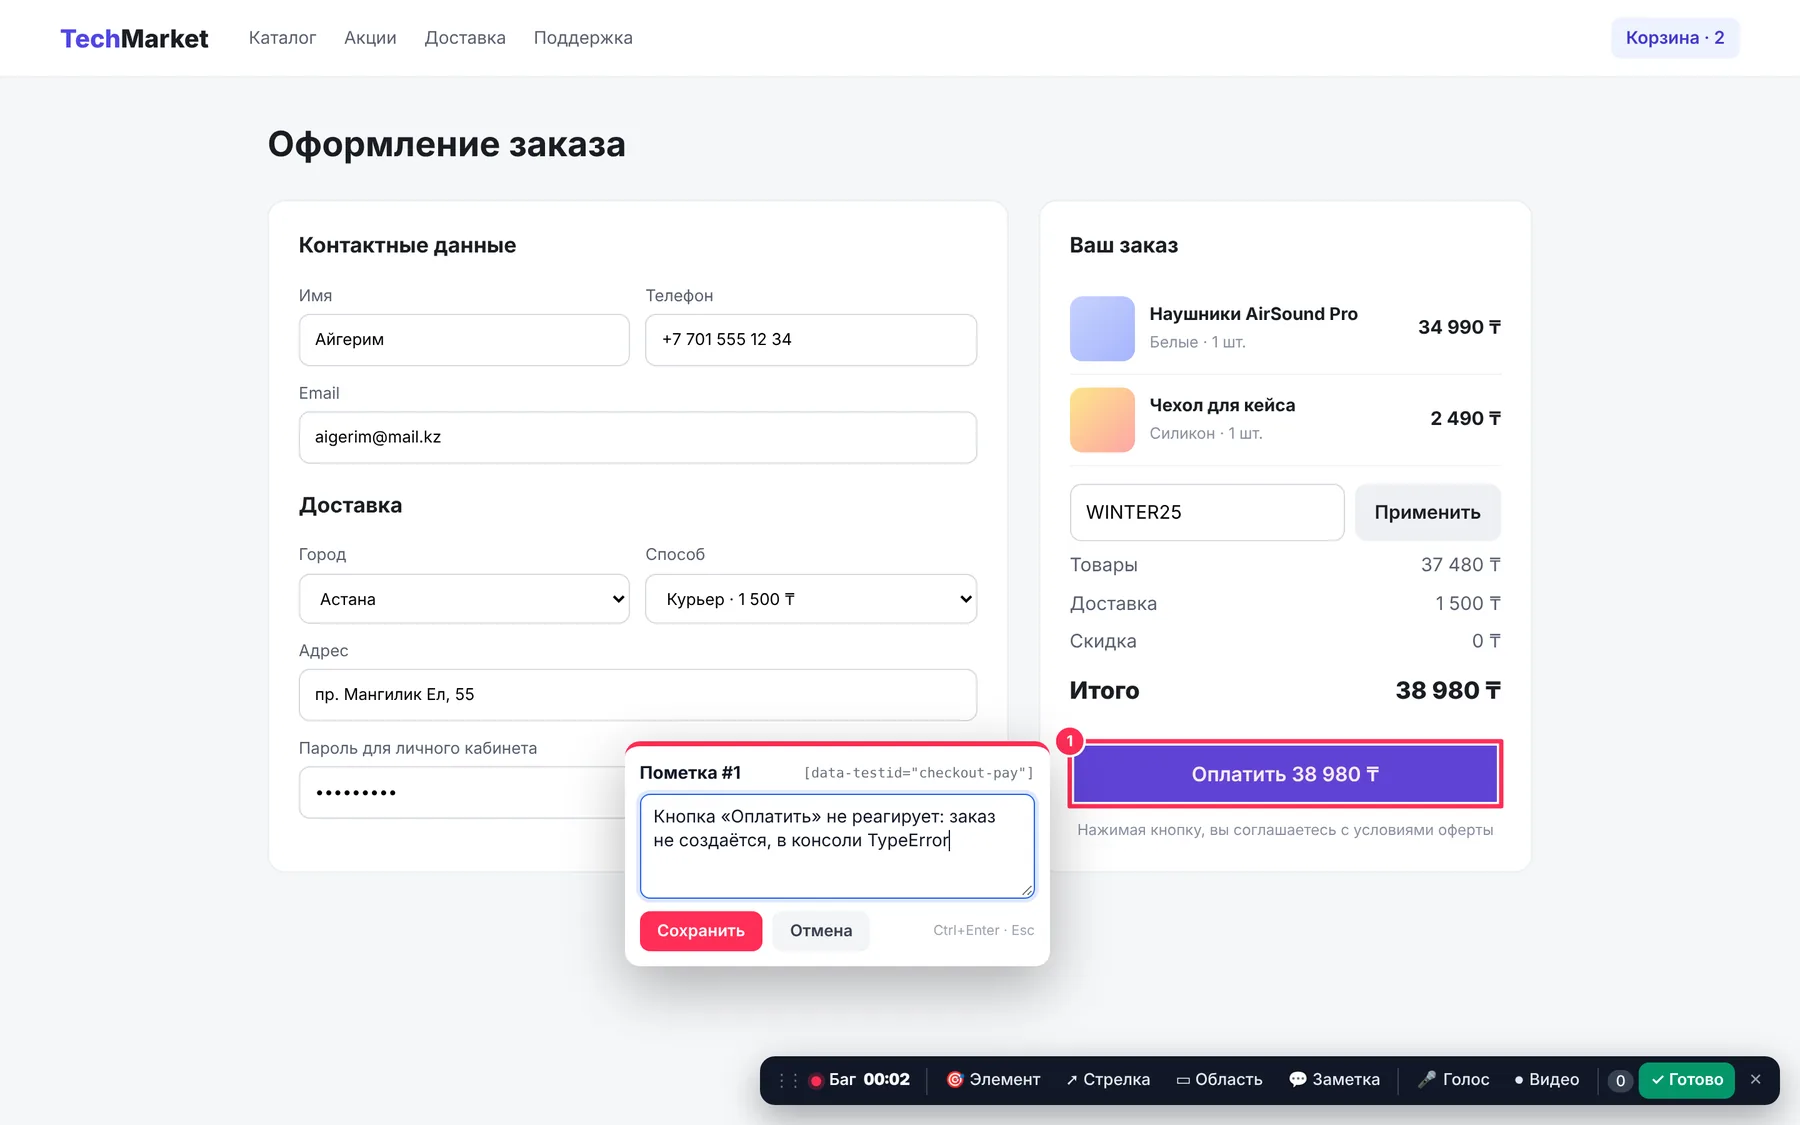 TechMarket
Каталог
Акции
Доставка
Поддержка
Корзина · 2
Оформление заказа
Контактные данные
Имя
Телефон
Айгерим
+7 701 555 12 34
Email
aigerim@mail.kz
Доставка
Город
Способ
Астана
Курьер · 1 500 ₸
Адрес
пр. Мангилик Ел, 55
Пароль для личного кабинета
•••••••••
Ваш заказ
Наушники AirSound Pro
Белые · 1 шт.
34 990 ₸
Чехол для кейса
Силикон · 1 шт.
2 490 ₸
WINTER25
Применить
Товары 37 480 ₸
Доставка 1 500 ₸
Скидка 0 ₸
Итого 38 980 ₸
1
Оплатить 38 980 ₸
Нажимая кнопку, вы соглашаетесь с условиями оферты
Пометка #1
[data-testid="checkout-pay"]
Кнопка «Оплатить» не реагирует: заказ
не создаётся, в консоли TypeError
Сохранить
Отмена
Ctrl+Enter · Esc
Баг 00:02
Элемент
Стрелка
Область
Заметка
Голос
Видео
0
✓ Готово
×